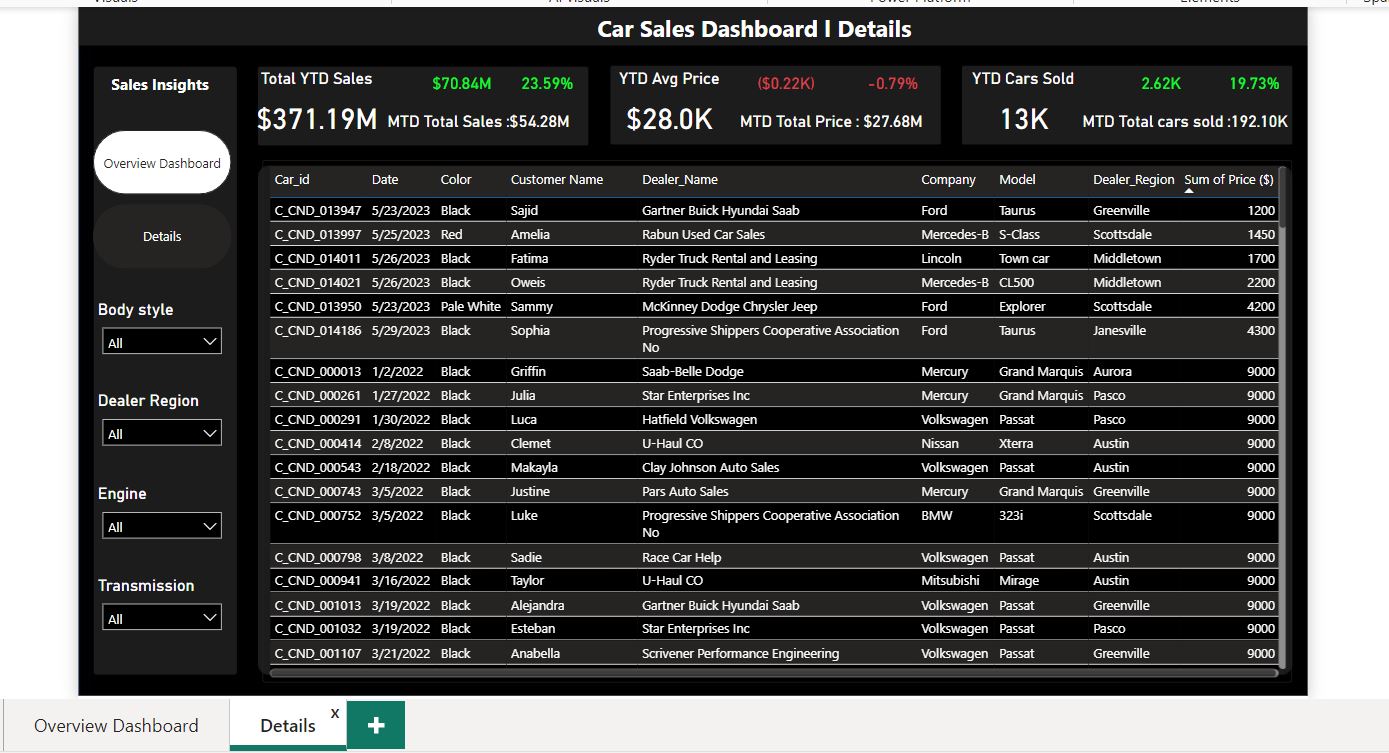 Visuals AI visuals Power Platform Elements
Car Sales Dashboard l Details
Sales Insights
Overview Dashboard
Details
Body style
All
Dealer Region
All
Engine
All
Transmission
All
Total YTD Sales $70.84M 23.59%
$371.19M MTD Total Sales :$54.28M
YTD Avg Price ($0.22K) -0.79%
$28.0K MTD Total Price : $27.68M
YTD Cars Sold 2.62K 19.73%
13K MTD Total cars sold :192.10K
Car_id Date Color Customer Name Dealer_Name Company Model Dealer_Region Sum of Price ($)
C_CND_013947 5/23/2023 Black Sajid Gartner Buick Hyundai Saab Ford Taurus Greenville 1200
C_CND_013997 5/25/2023 Red Amelia Rabun Used Car Sales Mercedes-B S-Class Scottsdale 1450
C_CND_014011 5/26/2023 Black Fatima Ryder Truck Rental and Leasing Lincoln Town car Middletown 1700
C_CND_014021 5/26/2023 Black Oweis Ryder Truck Rental and Leasing Mercedes-B CL500 Middletown 2200
C_CND_013950 5/23/2023 Pale White Sammy McKinney Dodge Chrysler Jeep Ford Explorer Scottsdale 4200
C_CND_014186 5/29/2023 Black Sophia Progressive Shippers Cooperative Association Ford Taurus Janesville 4300
No
C_CND_000013 1/2/2022 Black Griffin Saab-Belle Dodge Mercury Grand Marquis Aurora 9000
C_CND_000261 1/27/2022 Black Julia Star Enterprises Inc Mercury Grand Marquis Pasco 9000
C_CND_000291 1/30/2022 Black Luca Hatfield Volkswagen Volkswagen Passat Pasco 9000
C_CND_000414 2/8/2022 Black Clemet U-Haul CO Nissan Xterra Austin 9000
C_CND_000543 2/18/2022 Black Makayla Clay Johnson Auto Sales Volkswagen Passat Austin 9000
C_CND_000743 3/5/2022 Black Justine Pars Auto Sales Mercury Grand Marquis Greenville 9000
C_CND_000752 3/5/2022 Black Luke Progressive Shippers Cooperative Association BMW 323i Scottsdale 9000
No
C_CND_000798 3/8/2022 Black Sadie Race Car Help Volkswagen Passat Austin 9000
C_CND_000941 3/16/2022 Black Taylor U-Haul CO Mitsubishi Mirage Austin 9000
C_CND_001013 3/19/2022 Black Alejandra Gartner Buick Hyundai Saab Volkswagen Passat Greenville 9000
C_CND_001032 3/19/2022 Black Esteban Star Enterprises Inc Volkswagen Passat Pasco 9000
C_CND_001107 3/21/2022 Black Anabella Scrivener Performance Engineering Volkswagen Passat Greenville 9000
Overview Dashboard Details x +